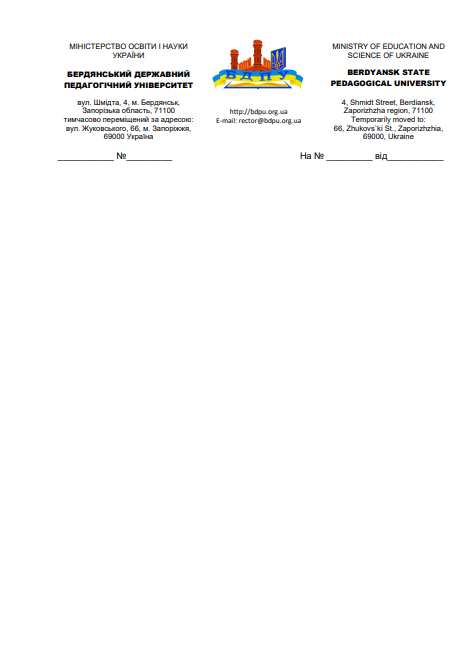 МІНІСТЕРСТВО ОСВІТИ І НАУКИ
УКРАЇНИ
БЕРДЯНСЬКИЙ ДЕРЖАВНИЙ
ПЕДАГОГІЧНИЙ УНІВЕРСИТЕТ
вул. Шмідта, 4, м. Бердянськ,
Запорізька область, 71100
тимчасово переміщений за адресою:
вул. Жуковського, 66, м. Запоріжжя,
69000 Україна
____________ №__________
БДПУ
http://bdpu.org.ua
E-mail: rector@bdpu.org.ua
MINISTRY OF EDUCATION AND
SCIENCE OF UKRAINE
BERDYANSK STATE
PEDAGOGICAL UNIVERSITY
4, Shmidt Street, Berdiansk,
Zaporizhzha region, 71100
Temporarily moved to:
66, Zhukovs`ki St., Zaporizhzhia,
69000, Ukraine
На № __________ від____________